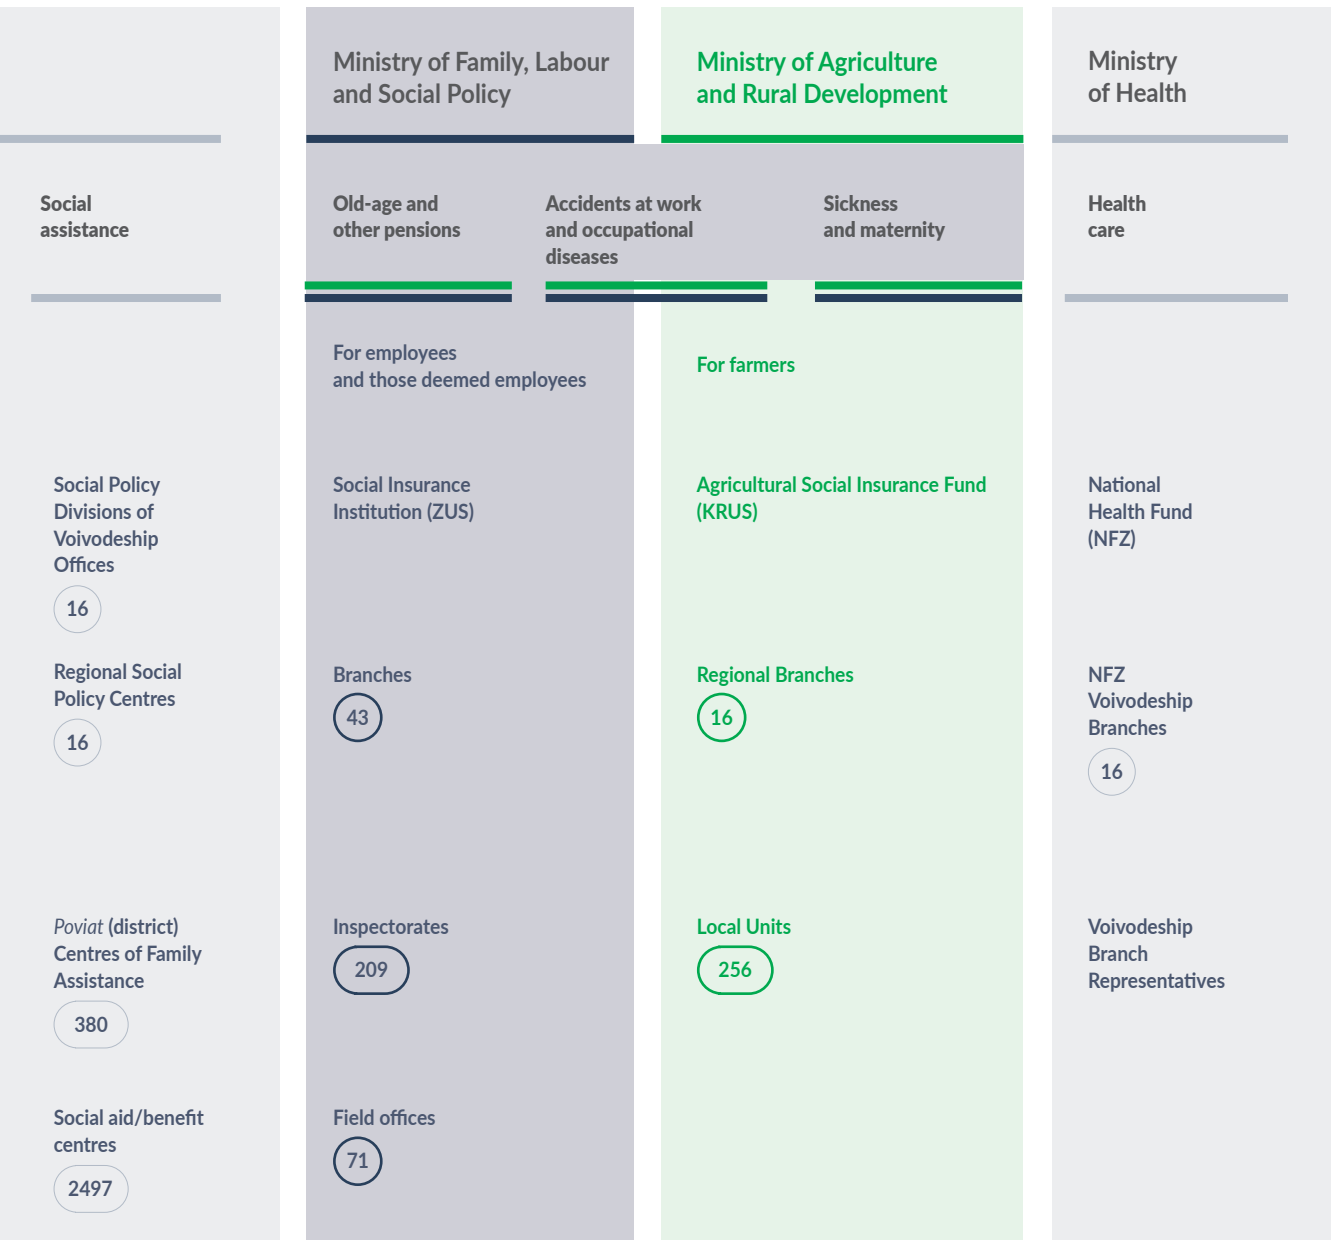 Ministry of Family, Labour
and Social Policy
Ministry of Agriculture
and Rural Development
Ministry
of Health
Social
assistance
Old-age and
other pensions
Accidents at work
and occupational
diseases
Sickness
and maternity
Health
care
For employees
and those deemed employees
For farmers
Social Policy
Divisions of
Voivodeship
Offices
16
Social Insurance
Institution (ZUS)
Agricultural Social Insurance Fund
(KRUS)
National
Health Fund
(NFZ)
Regional Social
Policy Centres
16
Branches
43
Regional Branches
16
NFZ
Voivodeship
Branches
16
Poviat (district)
Centres of Family
Assistance
380
Inspectorates
209
Local Units
256
Voivodeship
Branch
Representatives
Social aid/benefit
centres
2497
Field offices
71